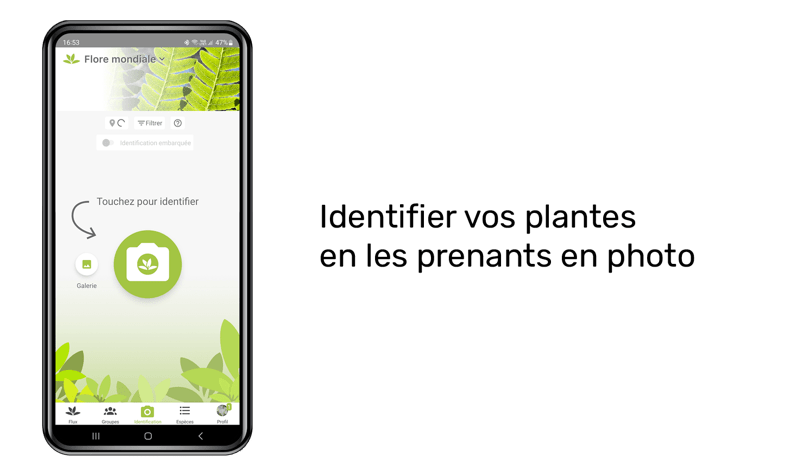 16:53
47%
Flore mondiale
Filtrer
Identification embarquée
Touchez pour identifier
Galerie
Identifier vos plantes
en les prenants en photo
Flux
Groupes
Identification
Espèces
Profil